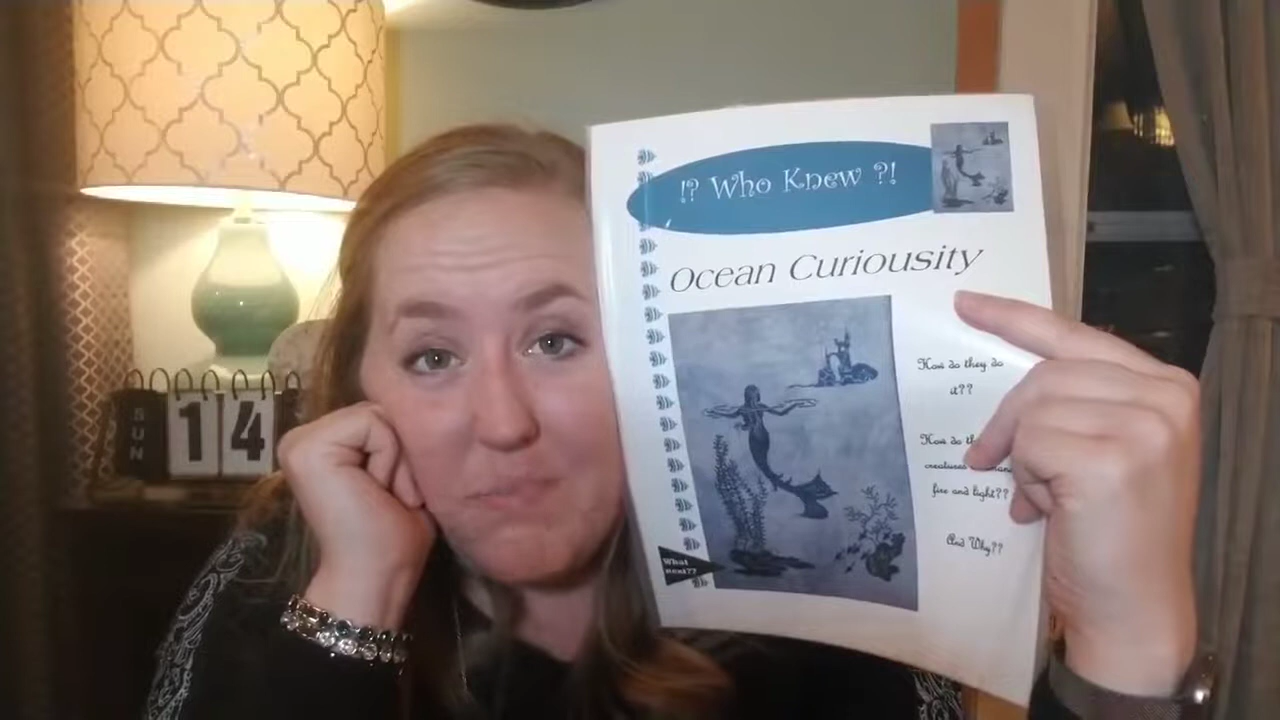 SUN
14
!? Who Knew ?!
Ocean Curiousity
How do they do
it??
How do
creatures
fire and light??
And Why??
What
next??